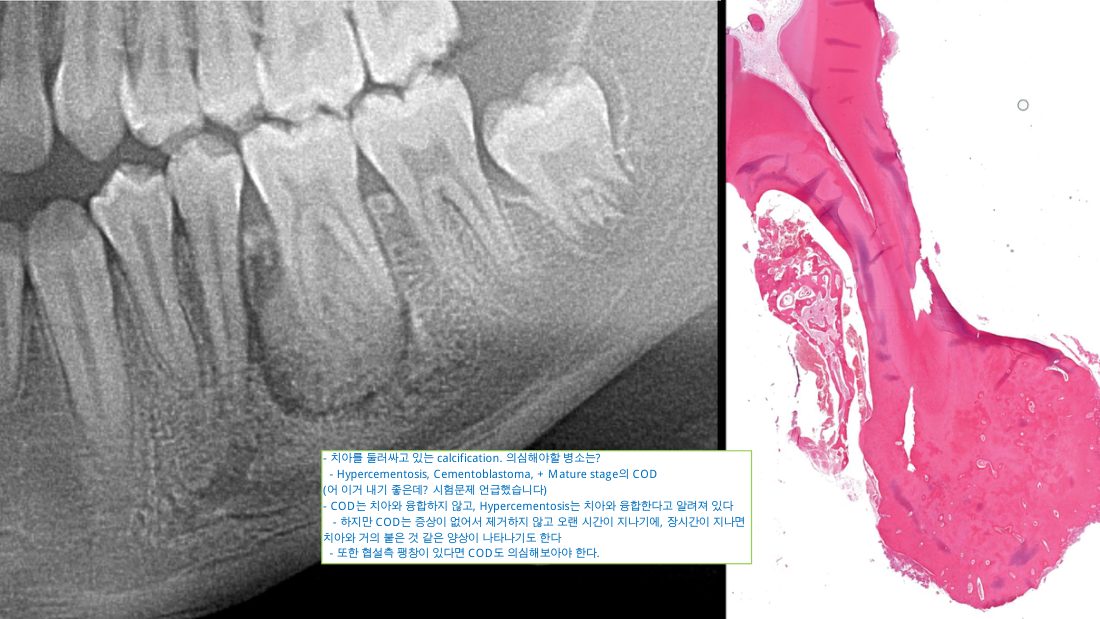 - 치아를 둘러싸고 있는 calcification. 의심해야할 병소는?
- Hypercementosis, Cementoblastoma, + Mature stage의 COD
(어 이거 내기 좋은데? 시험문제 언급했습니다)
- COD는 치아와 융합하지 않고, Hypercementosis는 치아와 융합한다고 알려져 있다
- 하지만 COD는 증상이 없어서 제거하지 않고 오랜 시간이 지나기에, 장시간이 지나면
치아와 거의 붙은 것 같은 양상이 나타나기도 한다
- 또한 협설측 팽창이 있다면 COD도 의심해보아야 한다.